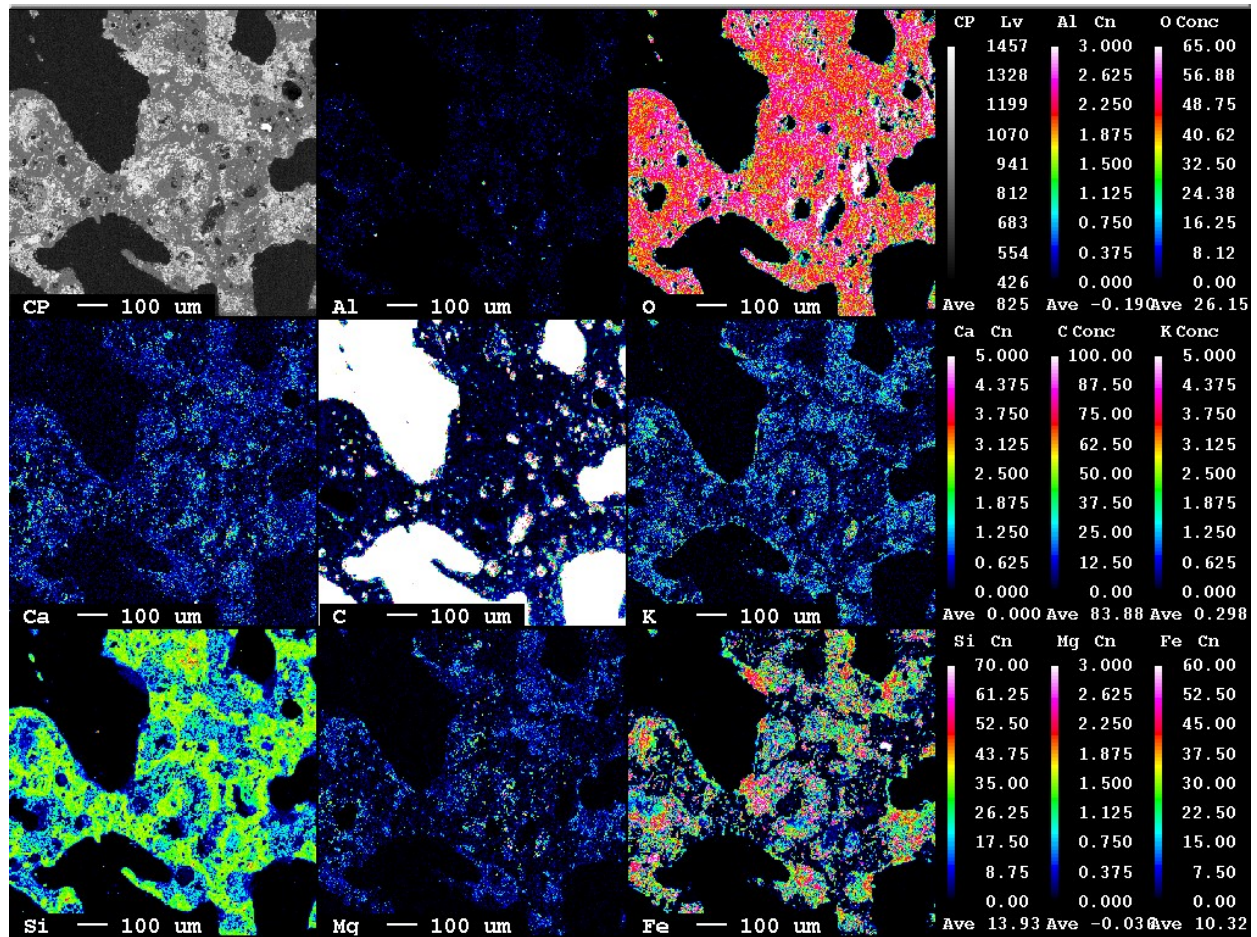 CP Lv Al Cn O Conc
1457 3.000 65.00
1328 2.625 56.88
1199 2.250 48.75
1070 1.875 40.62
941 1.500 32.50
812 1.125 24.38
683 0.750 16.25
554 0.375 8.12
426 0.000 0.00
Ave 825 Ave -0.190 Ave 26.15
CP 100 um Al 100 um O 100 um
Ca Cn C Conc K Conc
5.000 100.00 5.000
4.375 87.50 4.375
3.750 75.00 3.750
3.125 62.50 3.125
2.500 50.00 2.500
1.875 37.50 1.875
1.250 25.00 1.250
0.625 12.50 0.625
0.000 0.00 0.000
Ave 0.000 Ave 83.88 Ave 0.298
Ca 100 um C 100 um K 100 um
Si Cn Mg Cn Fe Cn
70.00 3.000 60.00
61.25 2.625 52.50
52.50 2.250 45.00
43.75 1.875 37.50
35.00 1.500 30.00
26.25 1.125 22.50
17.50 0.750 15.00
8.75 0.375 7.50
0.00 0.000 0.00
Ave 13.93 Ave Ave 10.32
Si 100 um Mg 100 um Fe 100 um